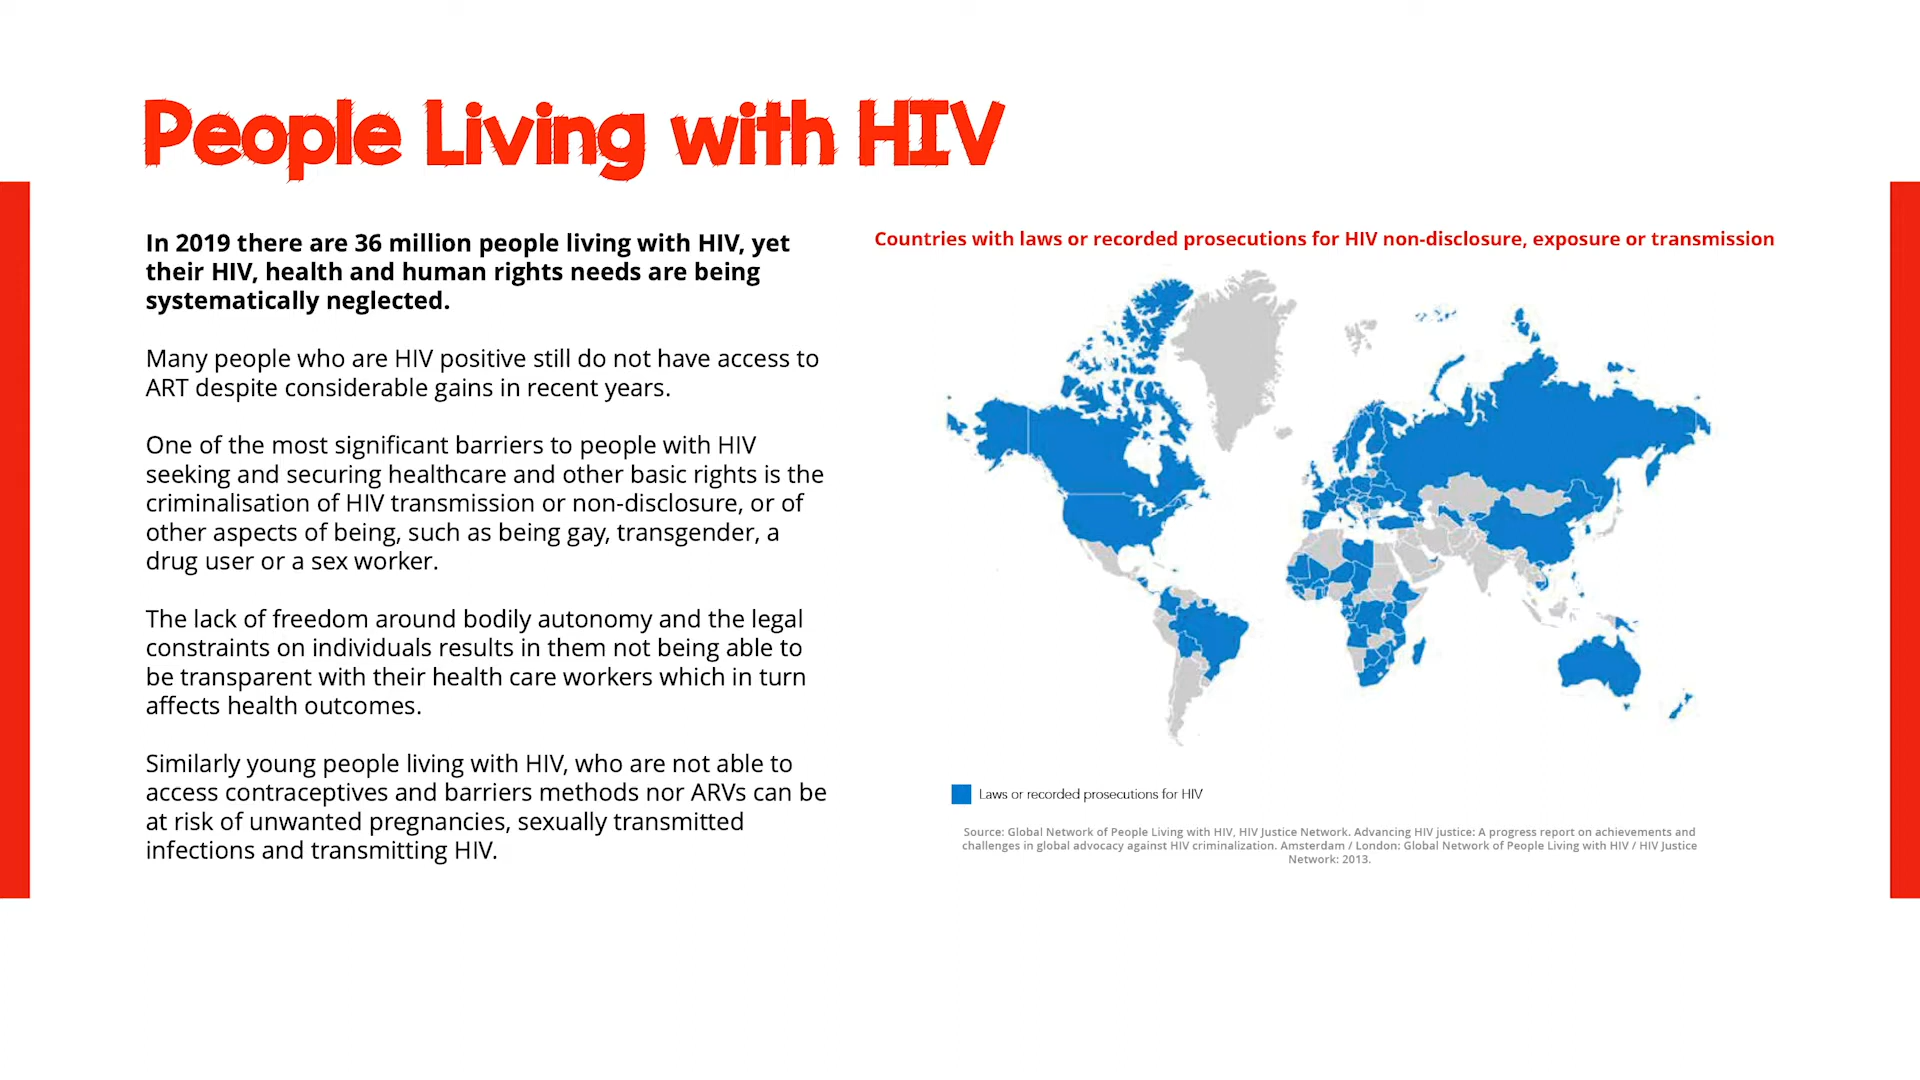 People Living with HIV
In 2019 there are 36 million people living with HIV, yet
their HIV, health and human rights needs are being
systematically neglected.
Many people who are HIV positive still do not have access to
ART despite considerable gains in recent years.
One of the most significant barriers to people with HIV
seeking and securing healthcare and other basic rights is the
criminalisation of HIV transmission or non-disclosure, or of
other aspects of being, such as being gay, transgender, a
drug user or a sex worker.
The lack of freedom around bodily autonomy and the legal
constraints on individuals results in them not being able to
be transparent with their health care workers which in turn
affects health outcomes.
Similarly young people living with HIV, who are not able to
access contraceptives and barriers methods nor ARVs can be
at risk of unwanted pregnancies, sexually transmitted
infections and transmitting HIV.
Countries with laws or recorded prosecutions for HIV non-disclosure, exposure or transmission
Laws or recorded prosecutions for HIV
Source: Global Network of People Living with HIV, HIV Justice Network. Advancing HIV justice: A progress report on achievements and
challenges in global advocacy against HIV criminalization. Amsterdam / London: Global Network of People Living with HIV / HIV Justice
Network: 2013.